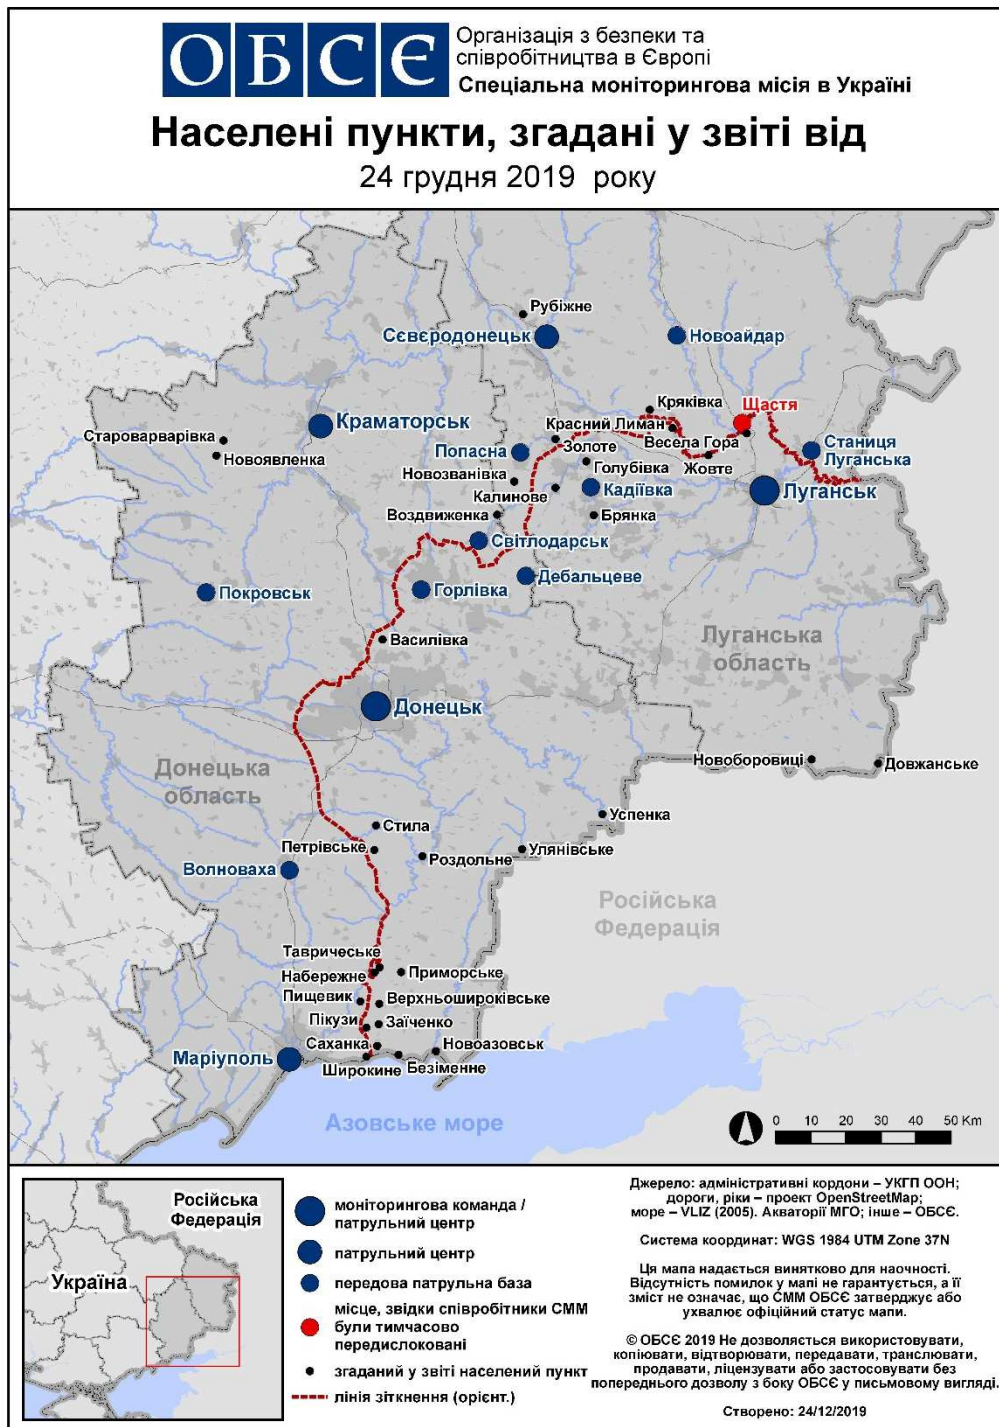 ОБСЄ
Організація з безпеки та
співробітництва в Європі
Спеціальна моніторингова місія в Україні
Населені пункти, згадані у звіті від
24 грудня 2019 року
Рубіжне
Сєвєродонецьк
Новоайдар
Кряківка
Щастя
Краматорськ
Красний Лиман
Староварварівка
Весела Гора
Золоте
Станиця
Луганська
Попасна
Новоявленка
Жовте
Голубівка
Новозванівка
Калинове
Кадіївка
Луганськ
Воздвиженка
Брянка
Світлодарськ
Дебальцеве
Покровськ
Горлівка
Василівка
Луганська
область
Донецьк
Донецька
область
Новоборовиці
Довжанське
Успенка
Стила
Петрівське
Роздольне
Улянівське
Волноваха
Російська
Федерація
Тавричеське
Набережне
Приморське
Пищевик
Верхньошироківське
Пікузи
Заїченко
Саханка
Новоазовськ
Маріуполь
Широкине
Безіменне
Азовське море
0 10 20 30 40 50 Km
Російська
Федерація
Україна
моніторингова команда /
патрульний центр
патрульний центр
передова патрульна база
місце, звідки співробітники СММ
були тимчасово
передислоковані
згаданий у звіті населений пункт
лінія зіткнення (орієнт.)
Джерело: адміністративні кордони – УКГП ООН;
дороги, ріки – проект OpenStreetMap;
море – VLIZ (2005). Акваторії МГО; інше – ОБСЄ.
Система координат: WGS 1984 UTM Zone 37N
Ця мапа надається винятково для наочності.
Відсутність помилок у мапі не гарантується, а її
зміст не означає, що СММ ОБСЄ затверджує або
ухвалює офіційний статус мапи.
© ОБСЄ 2019 Не дозволяється використовувати,
копіювати, відтворювати, передавати, транслювати,
продавати, ліцензувати або застосовувати без
попереднього дозволу з боку ОБСЄ у письмовому вигляді.
Створено: 24/12/2019